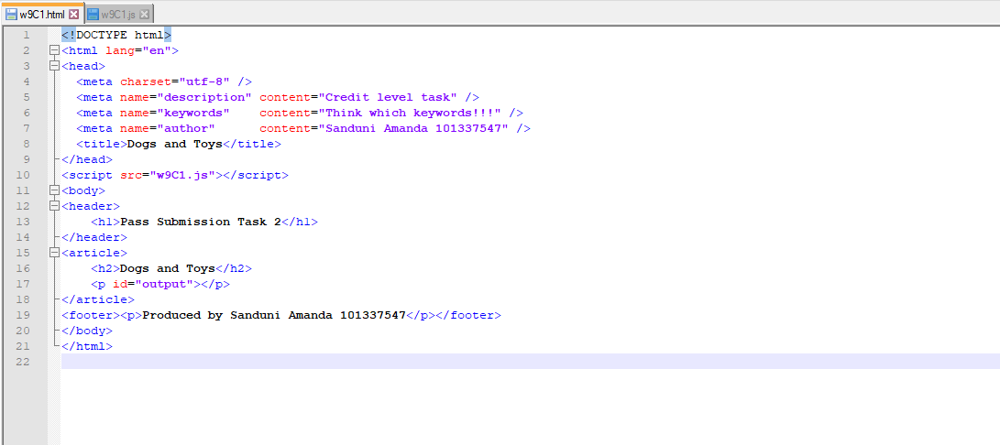 w9C1.html w9C1.js
1 <!DOCTYPE html>
2 <html lang="en">
3 <head>
4 <meta charset="utf-8" />
5 <meta name="description" content="Credit level task" />
6 <meta name="keywords" content="Think which keywords!!!" />
7 <meta name="author" content="Sanduni Amanda 101337547" />
8 <title>Dogs and Toys</title>
9 </head>
10 <script src="w9C1.js"></script>
11 <body>
12 <header>
13 <h1>Pass Submission Task 2</h1>
14 </header>
15 <article>
16 <h2>Dogs and Toys</h2>
17 <p id="output"></p>
18 </article>
19 <footer><p>Produced by Sanduni Amanda 101337547</p></footer>
20 </body>
21 </html>
22